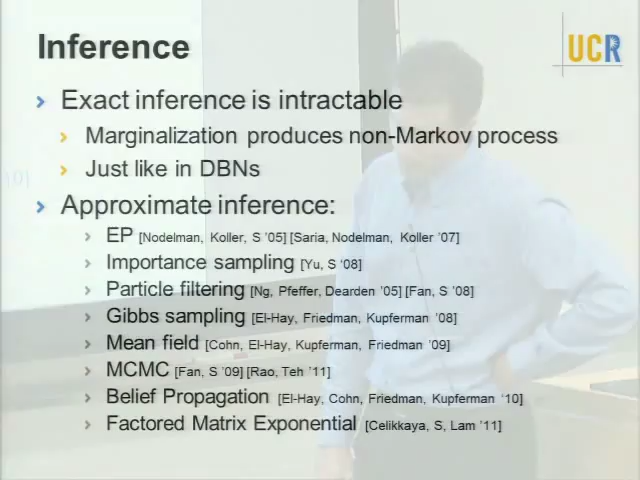 Inference
UCR
Exact inference is intractable
Marginalization produces non-Markov process
Just like in DBNs
Approximate inference:
EP [Nodelman, Koller, S '05] [Saria, Nodelman, Koller '07]
Importance sampling [Yu, S '08]
Particle filtering [Ng, Pfeffer, Dearden '05] [Fan, S '08]
Gibbs sampling [El-Hay, Friedman, Kupferman '08]
Mean field [Cohn, El-Hay, Kupferman, Friedman '09]
MCMC [Fan, S '09] [Rao, Teh '11]
Belief Propagation [El-Hay, Cohn, Friedman, Kupferman '10]
Factored Matrix Exponential [Celikkaya, S, Lam '11]